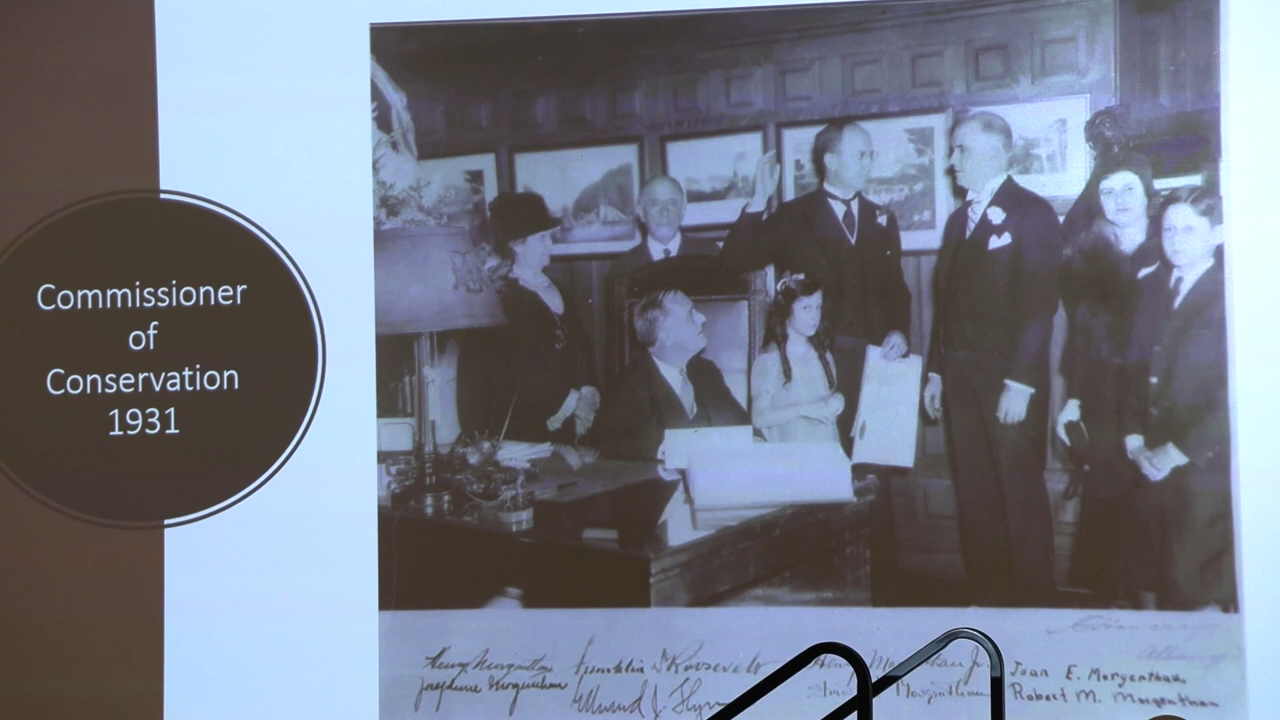 Commissioner
of
Conservation
1931
Henry Morgenthau
Josephine Morgenthau
Franklin D Roosevelt
Edward J. Flynn
Henry Morgenthau Jr.
Morgenthau
Joan E. Morgenthau
Robert M. Morgenthau